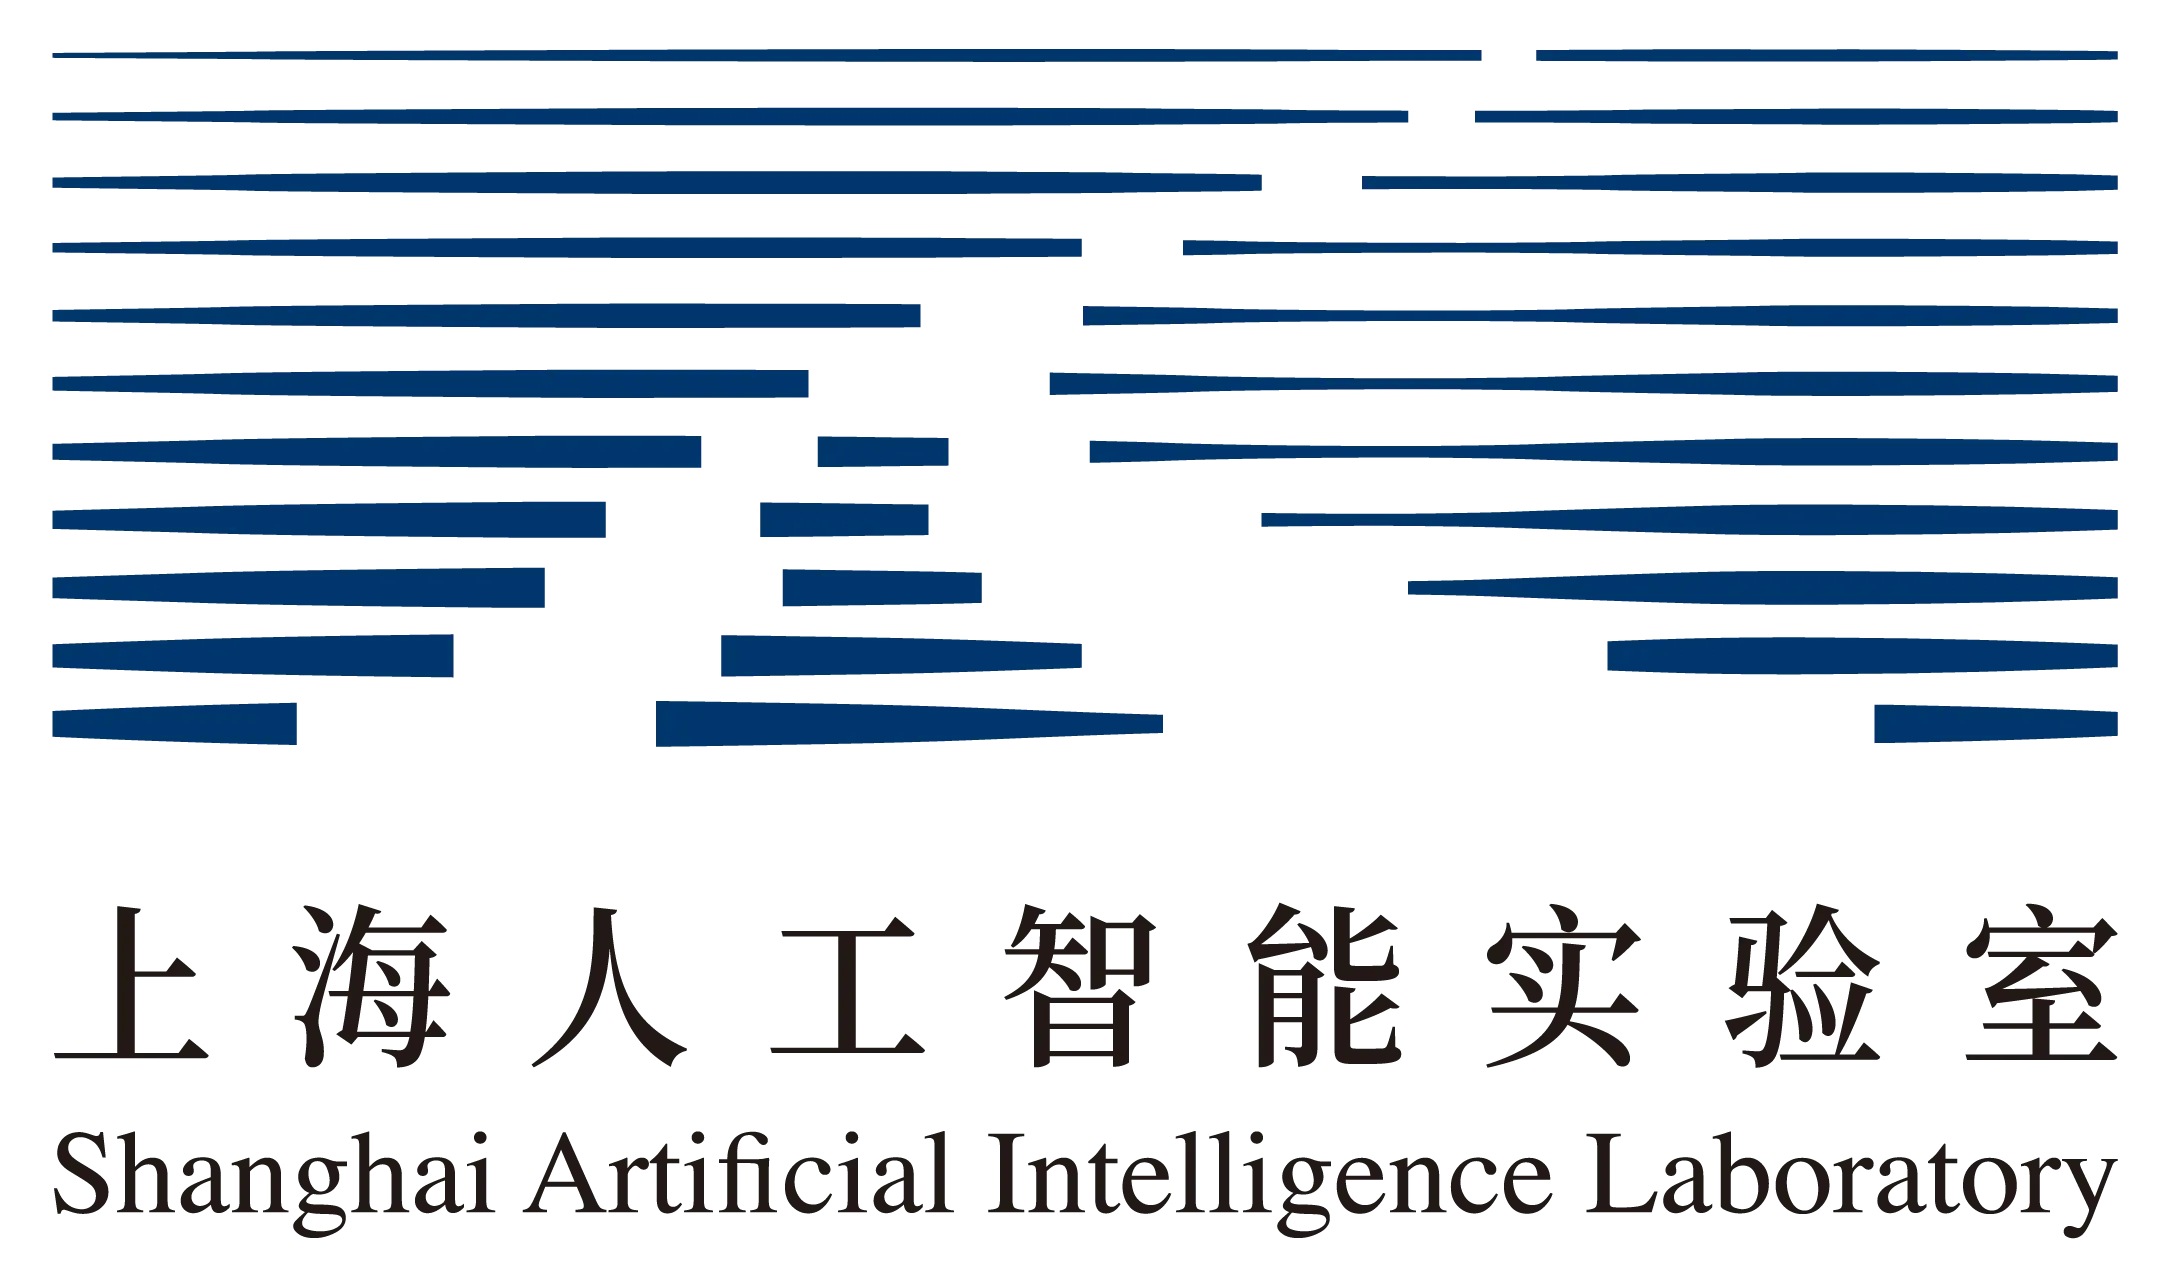 上海人工智能实验室
Shanghai Artificial Intelligence Laboratory